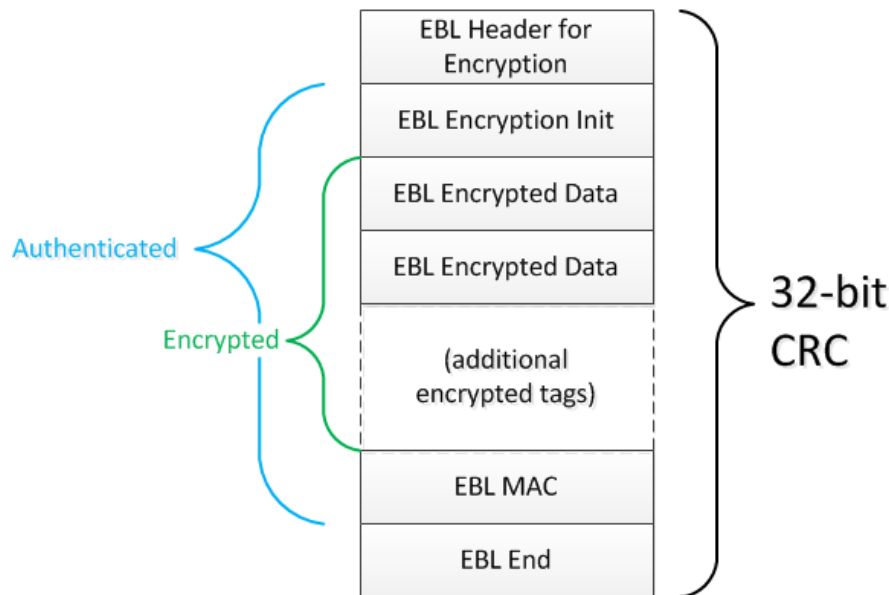 EBL Header for
Encryption
EBL Encryption Init
EBL Encrypted Data
Authenticated
EBL Encrypted Data
32-bit
CRC
Encrypted
(additional
encrypted tags)
EBL MAC
EBL End